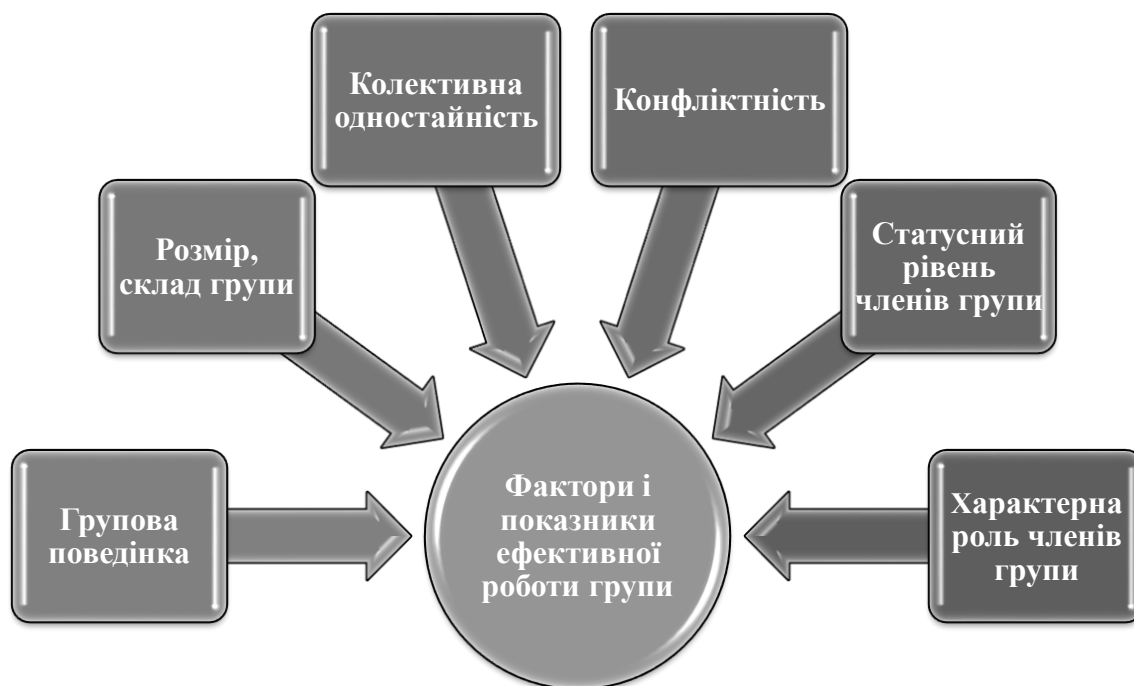 Колективна
одностайність
Конфліктність
Розмір,
склад групи
Статусний
рівень
членів групи
Групова
поведінка
Фактори і
показники
ефективної
роботи групи
Характерна
роль членів
групи